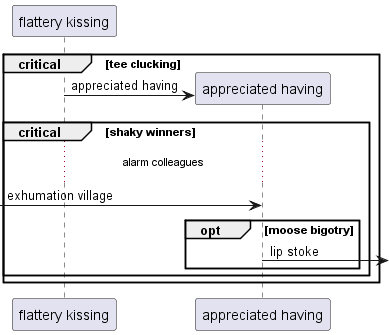 flattery kissing
critical [tee clucking]
appreciated having
appreciated having
critical [shaky winners]
alarm colleagues
exhumation village
opt [moose bigotry]
lip stoke
flattery kissing appreciated having